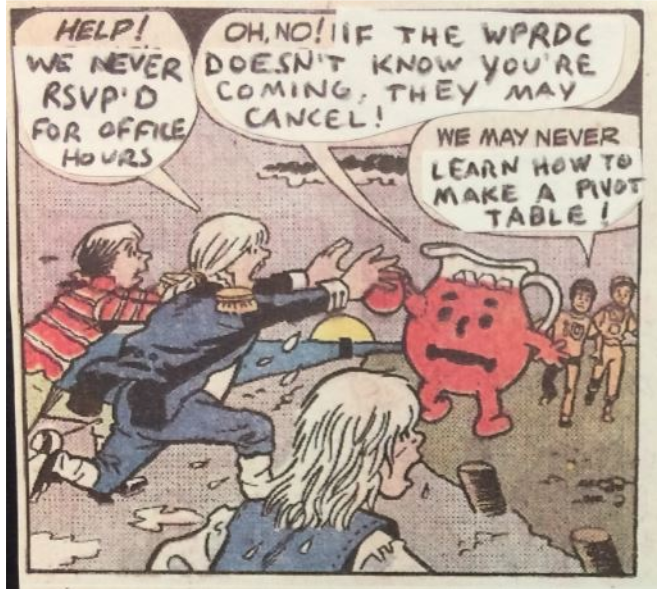 HELP!
WE NEVER
RSVP'D
FOR OFFICE
HOURS
OH, NO! IF THE WPRDC
DOESN'T KNOW YOU'RE
COMING, THEY MAY
CANCEL!
WE MAY NEVER
LEARN HOW TO
MAKE A PIVOT
TABLE!